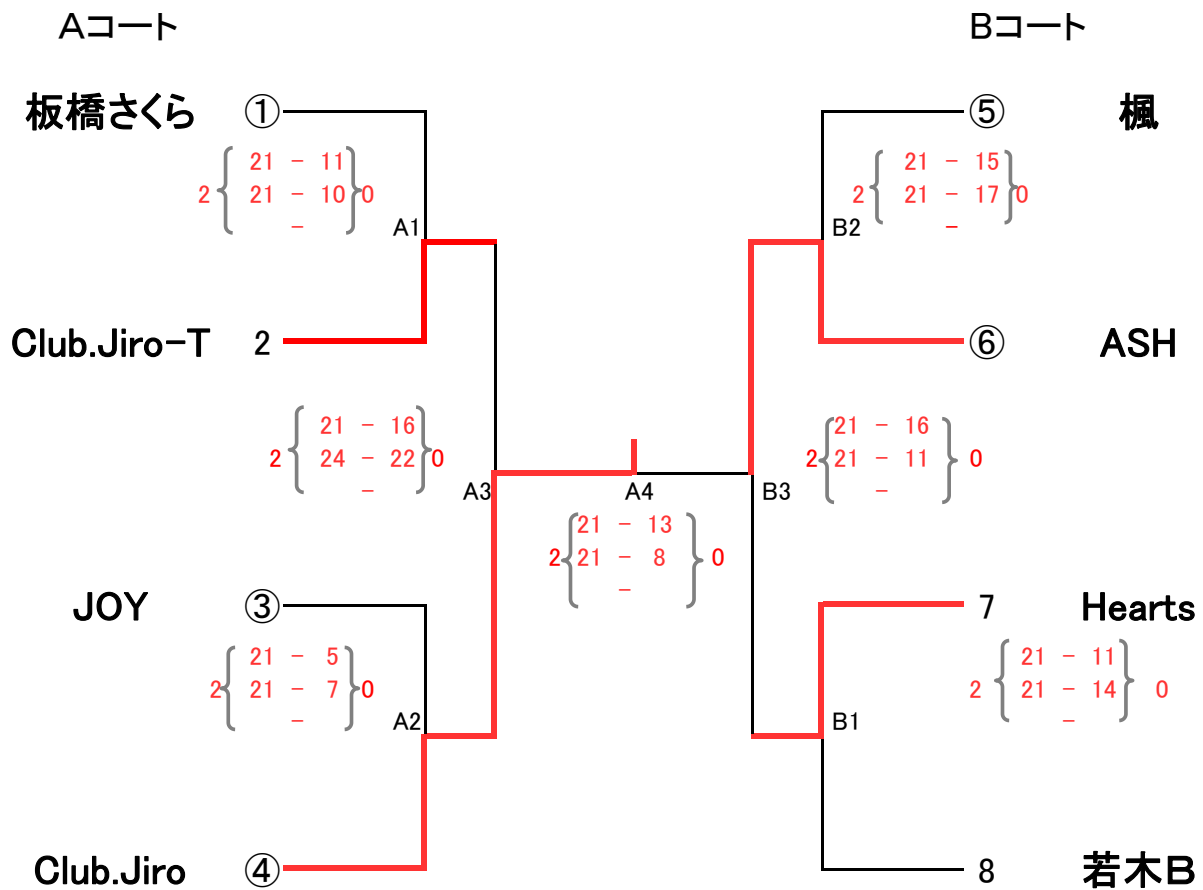 Aコート
Bコート
板橋さくら ①
⑤ 楓
21 - 11
2 21 - 10 0
-
21 - 15
2 21 - 17 0
-
A1
B2
Club.Jiro-T 2
⑥ ASH
21 - 16
2 24 - 22 0
-
21 - 16
2 21 - 11 0
-
A3
A4
B3
21 - 13
2 21 - 8 0
-
JOY ③
7 Hearts
21 - 5
2 21 - 7 0
-
21 - 11
2 21 - 14 0
-
A2
B1
Club.Jiro ④
8 若木B